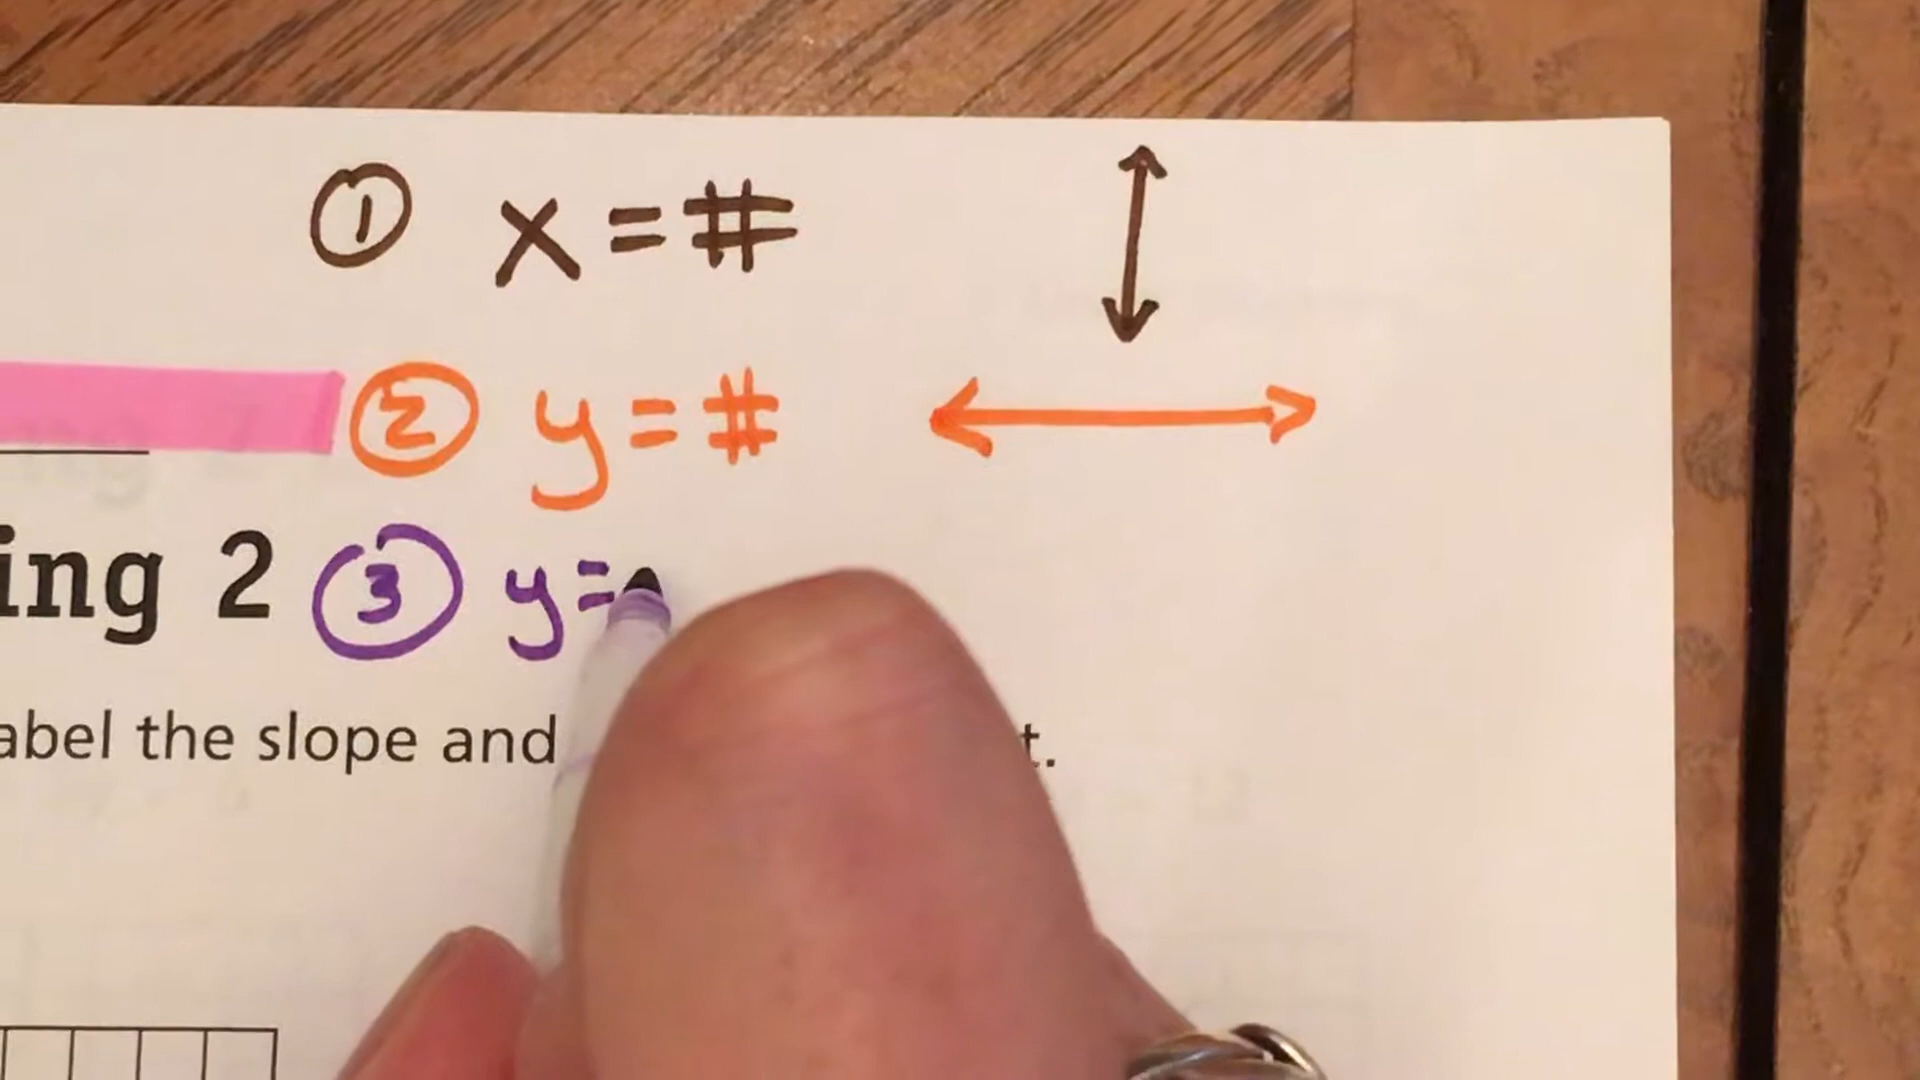 ① x = #
② y = #
ing 2 ③ y =
abel the slope and t.